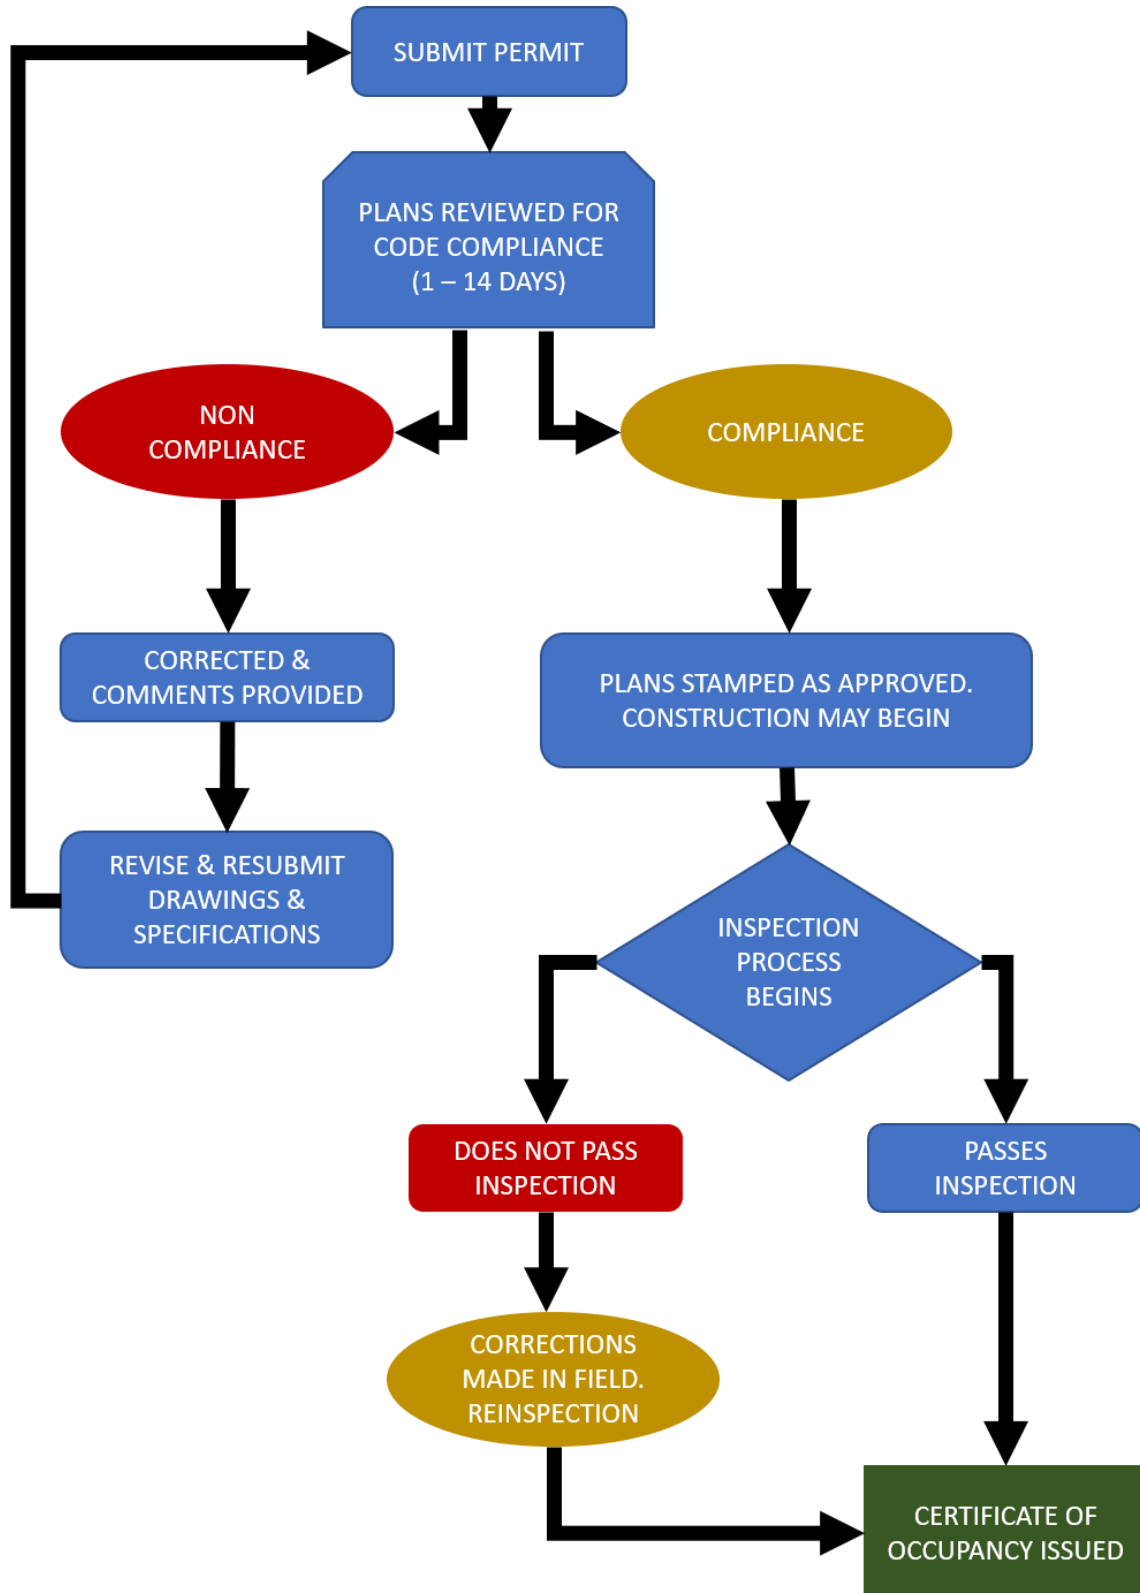 SUBMIT PERMIT
PLANS REVIEWED FOR
CODE COMPLIANCE
(1 – 14 DAYS)
NON
COMPLIANCE
COMPLIANCE
CORRECTED &
COMMENTS PROVIDED
PLANS STAMPED AS APPROVED.
CONSTRUCTION MAY BEGIN
REVISE & RESUBMIT
DRAWINGS &
SPECIFICATIONS
INSPECTION
PROCESS
BEGINS
DOES NOT PASS
INSPECTION
PASSES
INSPECTION
CORRECTIONS
MADE IN FIELD.
REINSPECTION
CERTIFICATE OF
OCCUPANCY ISSUED